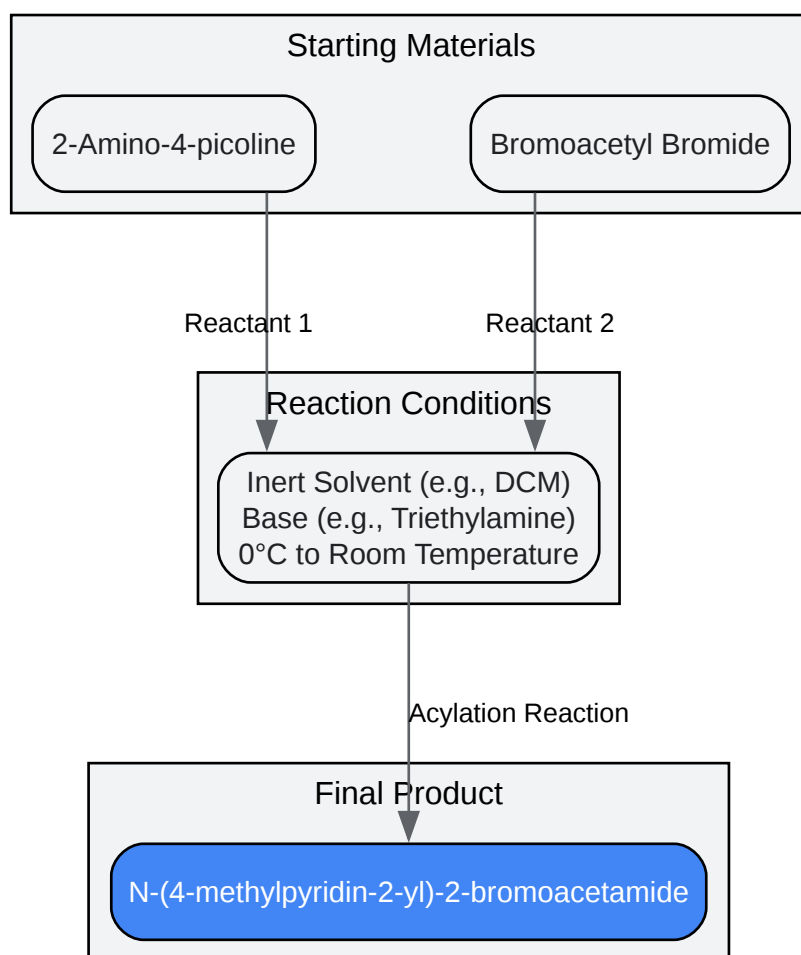 Starting Materials
2-Amino-4-picoline
Bromoacetyl Bromide
Reactant 1
Reactant 2
Reaction Conditions
Inert Solvent (e.g., DCM)
Base (e.g., Triethylamine)
0°C to Room Temperature
Acylation Reaction
Final Product
N-(4-methylpyridin-2-yl)-2-bromoacetamide